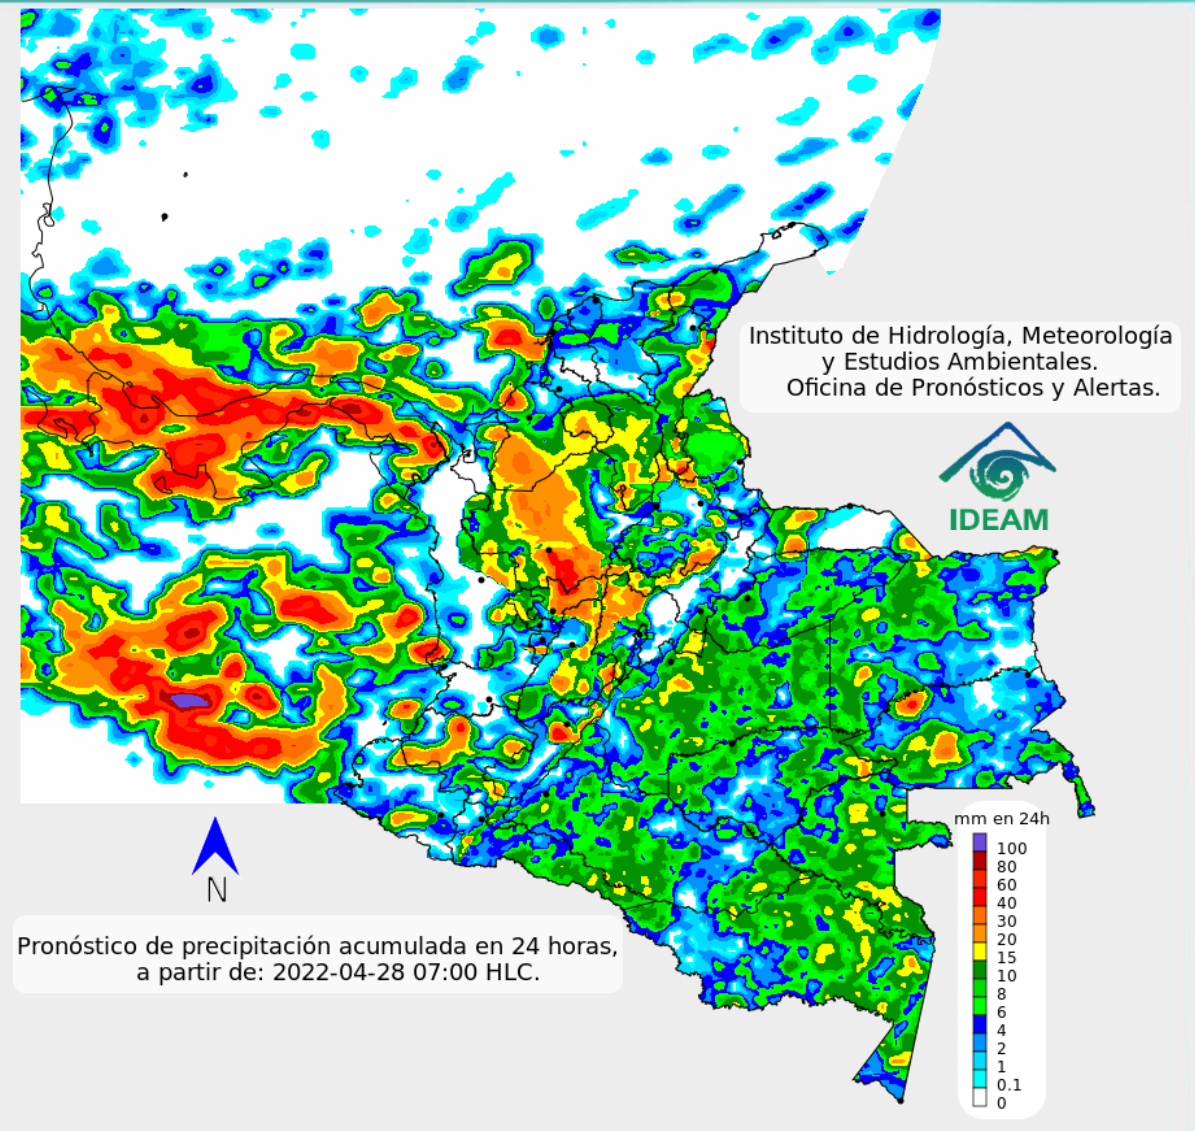 Instituto de Hidrología, Meteorología
y Estudios Ambientales.
Oficina de Pronósticos y Alertas.
IDEAM
mm en 24h
100
80
60
40
30
20
15
10
8
6
4
2
1
0.1
0
N
Pronóstico de precipitación acumulada en 24 horas,
a partir de: 2022-04-28 07:00 HLC.